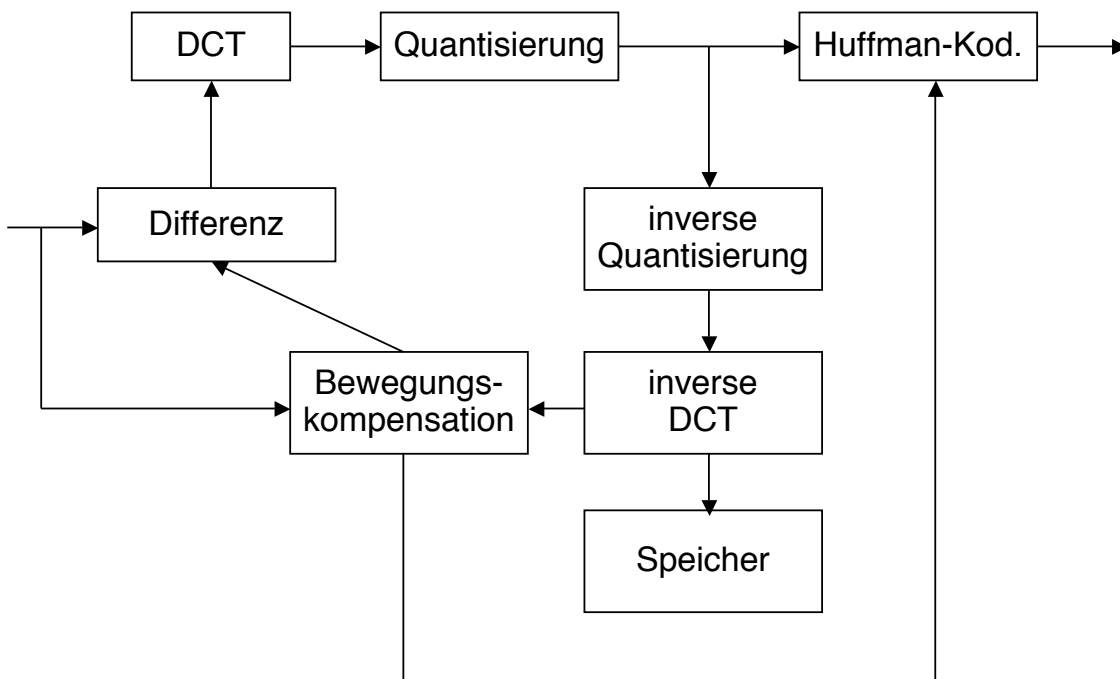 DCT
Quantisierung
Huffman-Kod.
Differenz
inverse
Quantisierung
Bewegungs-
kompensation
inverse
DCT
Speicher